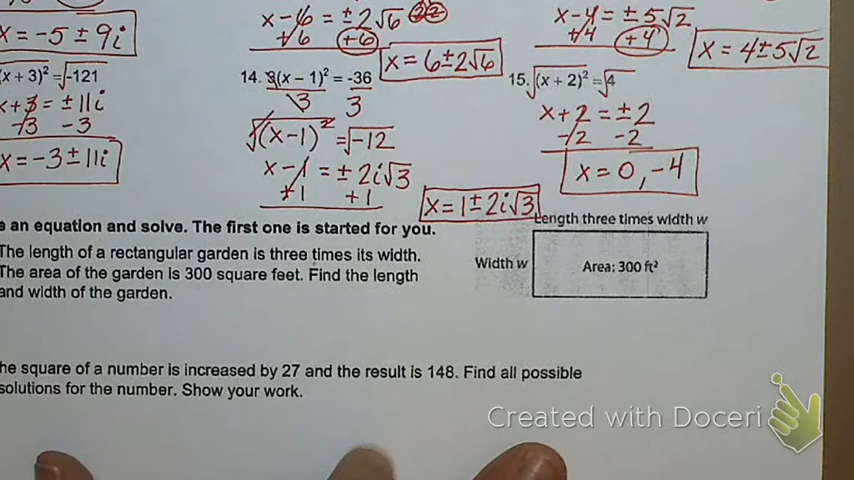 x = -5 ± 9i
x - 6 = ± 2√6
+6 +6
x = 6 ± 2√6
x - 4 = ± 5√2
+4 +4
x = 4 ± 5√2
(x + 3)² = √-121
x + 3 = ± 11i
-3 -3
x = -3 ± 11i
14. 3(x – 1)² = -36
3 3
√(x - 1)² = √-12
x - 1 = ± 2i√3
+1 +1
x = 1 ± 2i√3
15. √(x + 2)² = √4
x + 2 = ± 2
-2 -2
x = 0, -4
e an equation and solve. The first one is started for you.
The length of a rectangular garden is three times its width.
The area of the garden is 300 square feet. Find the length
and width of the garden.
Length three times width w
Width w
Area: 300 ft²
he square of a number is increased by 27 and the result is 148. Find all possible
solutions for the number. Show your work.
Created with Doceri